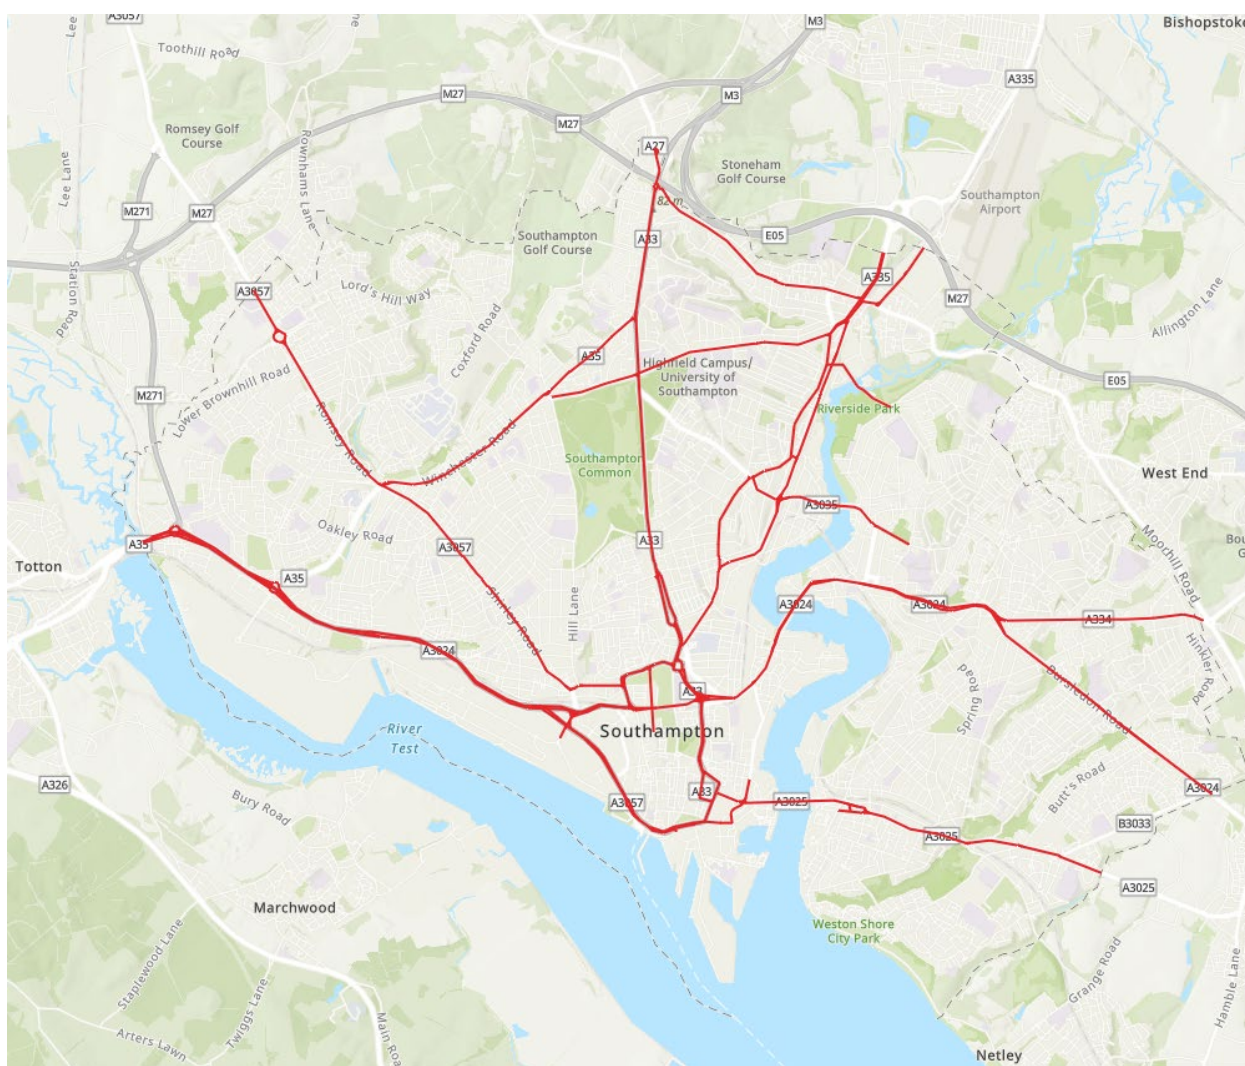 A3057
Lee
M3
Bishopstoke
Toothill Road
A335
M27
M3
Romsey Golf
Course
M27
Rownhams Lane
A27
Lee Lane
Stoneham
Golf Course
Southampton
Airport
82 m
M271
M27
Southampton
Golf Course
A33
E05
Station Road
A3057
Lord's Hill Way
A335
M27
Allington Lane
Coxford Road
A35
Highfield Campus/
University of
Southampton
E05
M271
Lower Brownhill Road
Romsey Road
Riverside Park
Winchester Road
Southampton
Common
West End
A3035
Oakley Road
A35
A3057
A33
Moorhill Road
Totton
A35
Shirley Road
Hill Lane
A3024
A3024
A334
A3024
Hinkler Road
Spring Road
Bursledon Road
A33
River
Test
Southampton
A326
Bury Road
A3057
A33
A3025
Butt's Road
A3024
B3033
A3025
A3025
Marchwood
Weston Shore
City Park
Staplewood Lane
Twiggs Lane
Main Roa
Grange Road
Hamble Lane
Arters Lawn
Netley